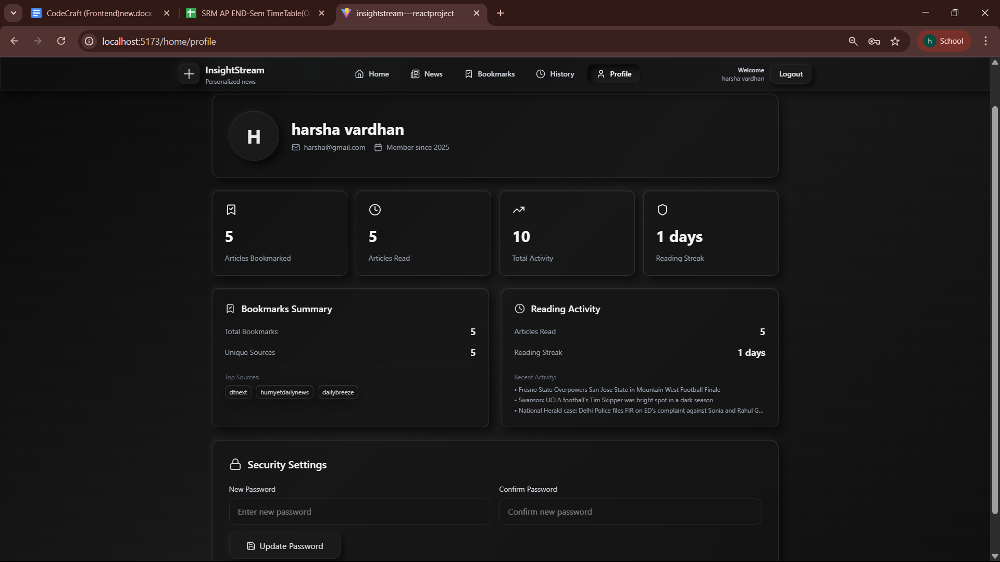 CodeCraft (Frontend)new.docx
SRM AP END-Sem TimeTable(O
insightstream---reactproject
localhost:5173/home/profile
h School
InsightStream
Personalized news
Home
News
Bookmarks
History
Profile
Welcome
harsha vardhan
Logout
H
harsha vardhan
harsha@gmail.com
Member since 2025
5
Articles Bookmarked
5
Articles Read
10
Total Activity
1 days
Reading Streak
Bookmarks Summary
Total Bookmarks 5
Unique Sources 5
Top Sources:
dtnext hurriyetdailynews dailybreeze
Reading Activity
Articles Read 5
Reading Streak 1 days
Recent Activity:
• Fresno State Overpowers San Jose State in Mountain West Football Finale
• Swanson: UCLA football's Tim Skipper was bright spot in a dark season
• National Herald case: Delhi Police files FIR on ED's complaint against Sonia and Rahul G...
Security Settings
New Password
Enter new password
Confirm Password
Confirm new password
Update Password